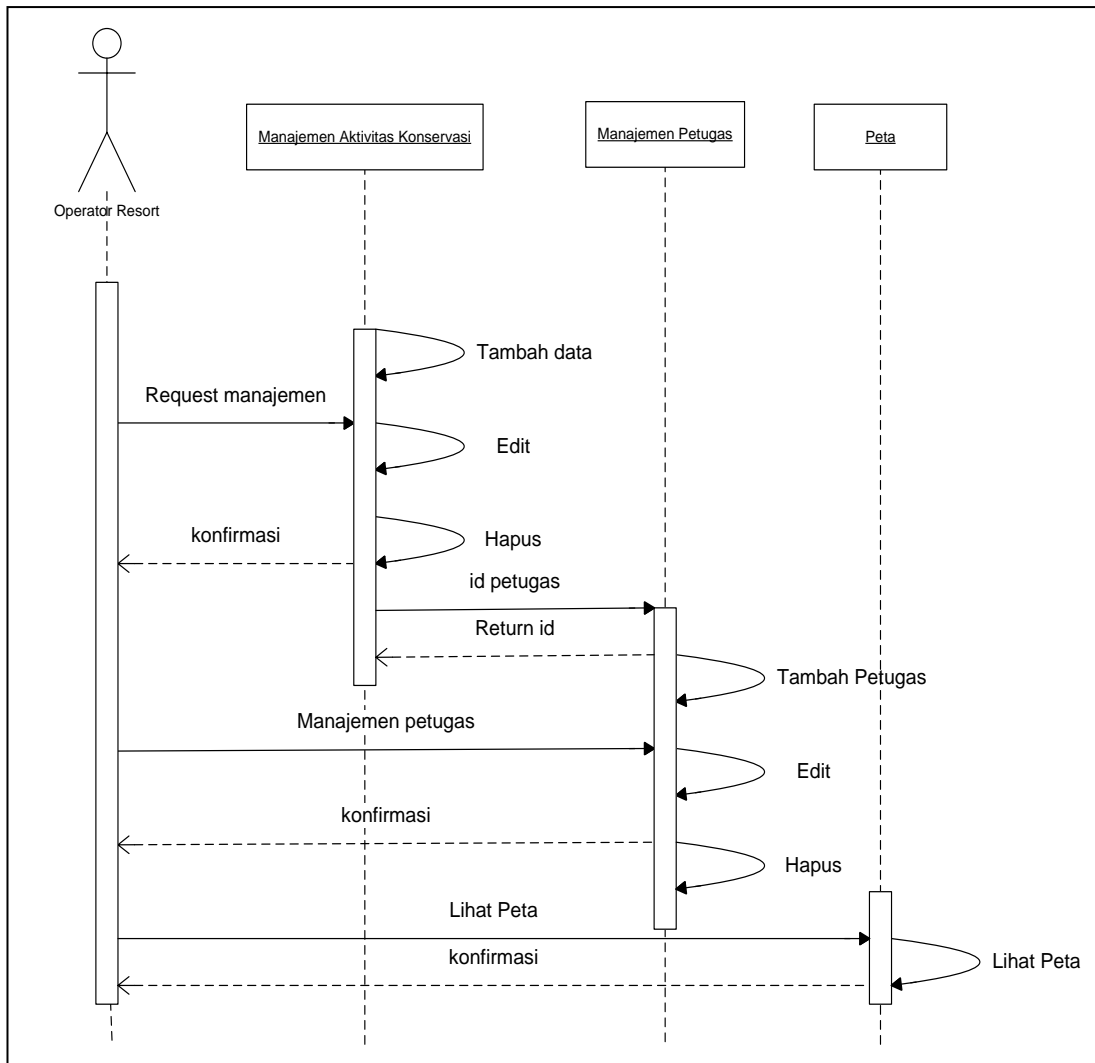 Manajemen Aktivitas Konservasi
Manajemen Petugas
Peta
Operator Resort
Tambah data
Request manajemen
Edit
konfirmasi
Hapus
id petugas
Return id
Tambah Petugas
Manajemen petugas
Edit
konfirmasi
Hapus
Lihat Peta
konfirmasi
Lihat Peta